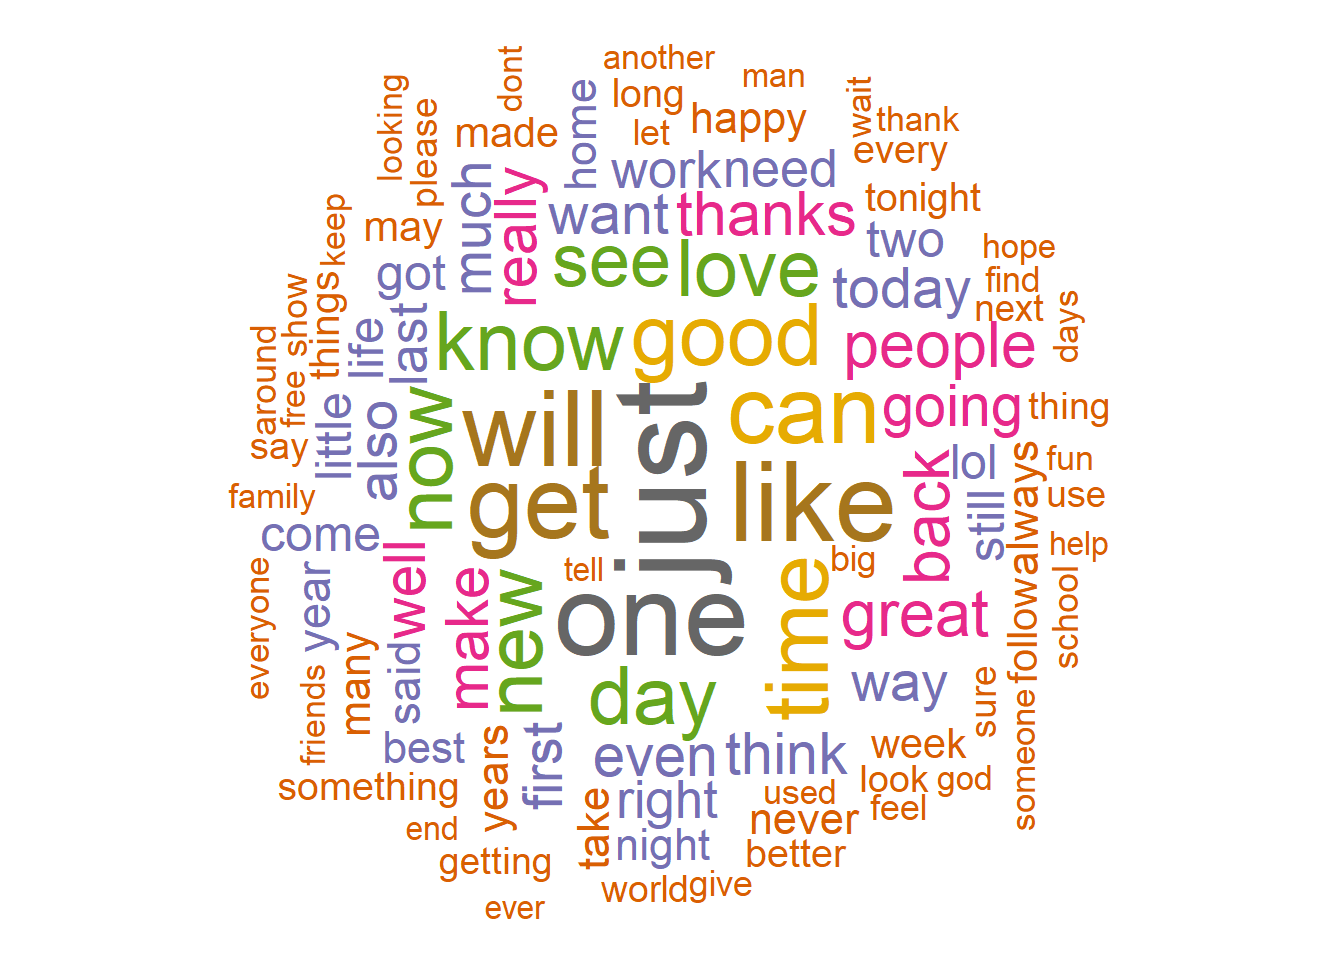 another
man
dont
long
looking
wait
please
made
let
happy
thank
home
every
work
need
much
really
want
thanks
tonight
may
keep
two
hope
got
see
love
today
find
next
show
things
days
life
last
know
good
people
around
free
just
can
going
thing
little
also
now
will
say
lol
fun
like
get
back
still
always
use
family
come
well
help
everyone
year
tell
big
make
new
one
time
great
follow
school
friends
many
said
day
way
sure
someone
best
first
even
think
week
something
years
right
used
look
god
feel
end
take
never
night
better
getting
world
give
ever